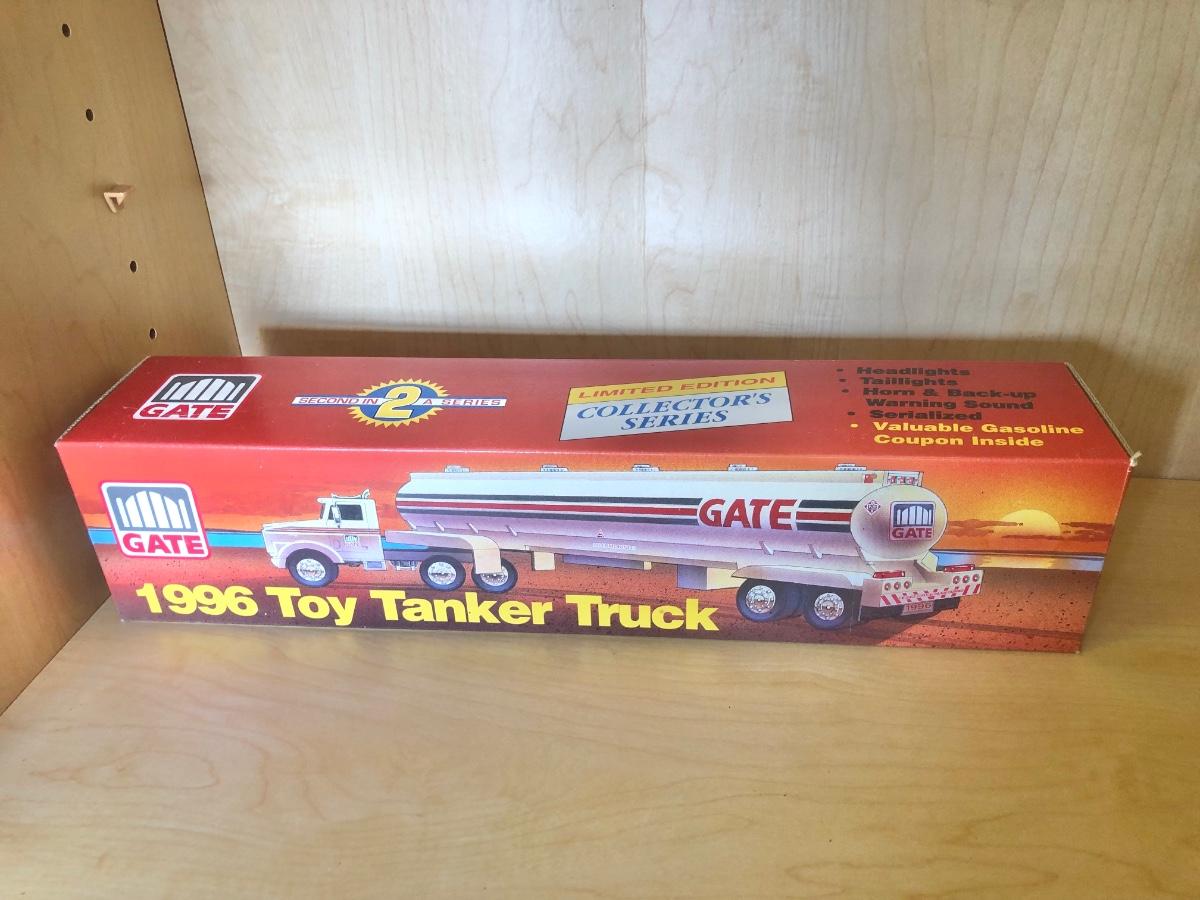 GATE
SECOND IN 2 A SERIES
LIMITED EDITION
COLLECTOR'S
SERIES
• Headlights
• Taillights
• Horn & Back-up
Warning Sound
• Serialized
• Valuable Gasoline
Coupon Inside
GATE
GATE
GATE
1996
1996 Toy Tanker Truck